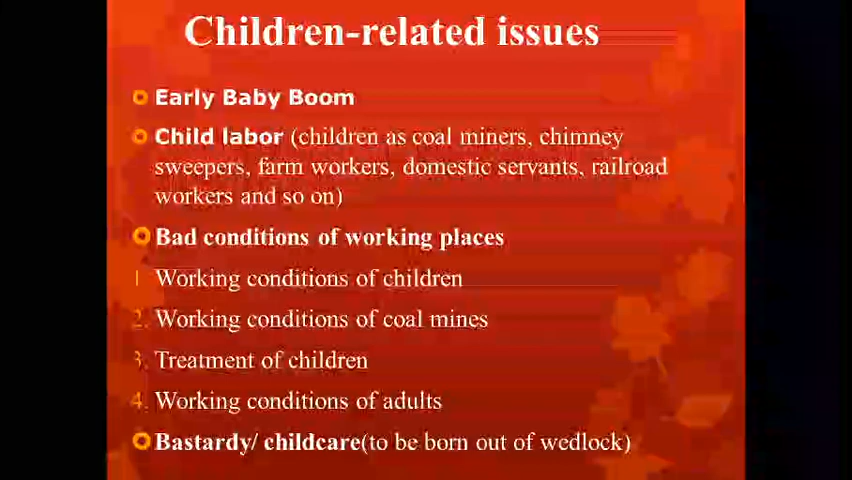 Children-related issues
Early Baby Boom
Child labor (children as coal miners, chimney
sweepers, farm workers, domestic servants, railroad
workers and so on)
Bad conditions of working places
1. Working conditions of children
2. Working conditions of coal mines
3. Treatment of children
4. Working conditions of adults
Bastardy/ childcare(to be born out of wedlock)